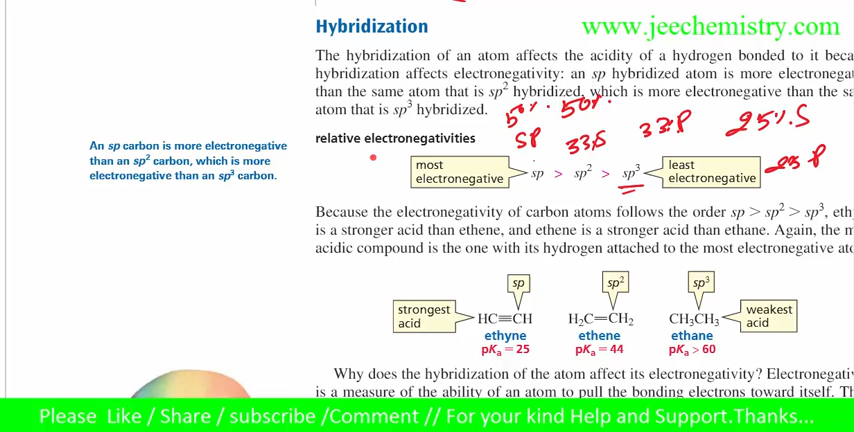 Hybridization
www.jeechemistry.com
The hybridization of an atom affects the acidity of a hydrogen bonded to it beca
hybridization affects electronegativity: an sp hybridized atom is more electronega
than the same atom that is sp² hybridized, which is more electronegative than the sa
atom that is sp³ hybridized.
50%. 50%.
SP 33%S 33%P 25%.S
relative electronegativities
An sp carbon is more electronegative
than an sp² carbon, which is more
electronegative than an sp³ carbon.
most
electronegative
sp > sp² > sp³
least
electronegative
Because the electronegativity of carbon atoms follows the order sp > sp² > sp³, eth
is a stronger acid than ethene, and ethene is a stronger acid than ethane. Again, the m
acidic compound is the one with its hydrogen attached to the most electronegative ato
sp sp² sp³
strongest
acid
HC≡CH H₂C=CH₂ CH₃CH₃
weakest
acid
ethyne ethene ethane
pKₐ = 25 pKₐ = 44 pKₐ > 60
Why does the hybridization of the atom affect its electronegativity? Electronegativ
is a measure of the ability of an atom to pull the bonding electrons toward itself. Th
Please Like / Share / subscribe /Comment // For your kind Help and Support.Thanks...